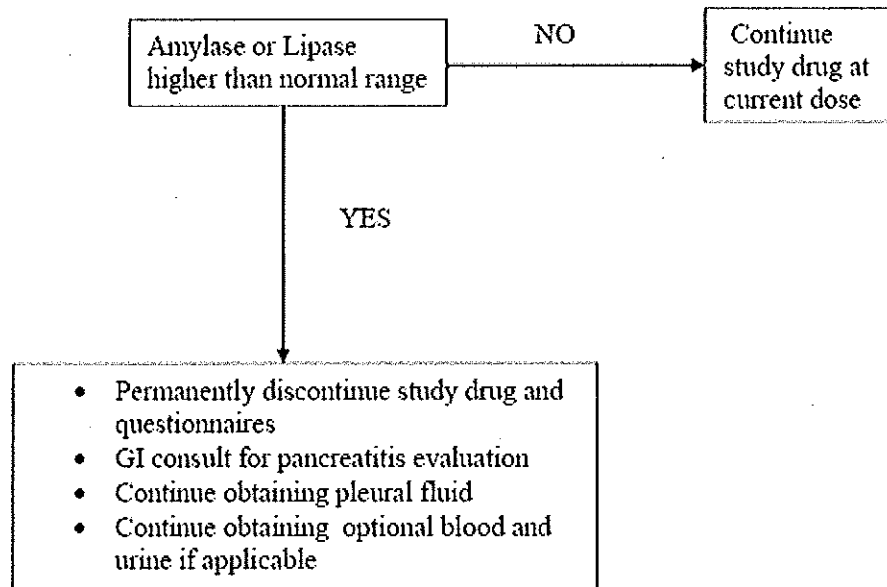 Amylase or Lipase
higher than normal range
NO
Continue
study drug at
current dose
YES
• Permanently discontinue study drug and
questionnaires
• GI consult for pancreatitis evaluation
• Continue obtaining pleural fluid
• Continue obtaining optional blood and
urine if applicable